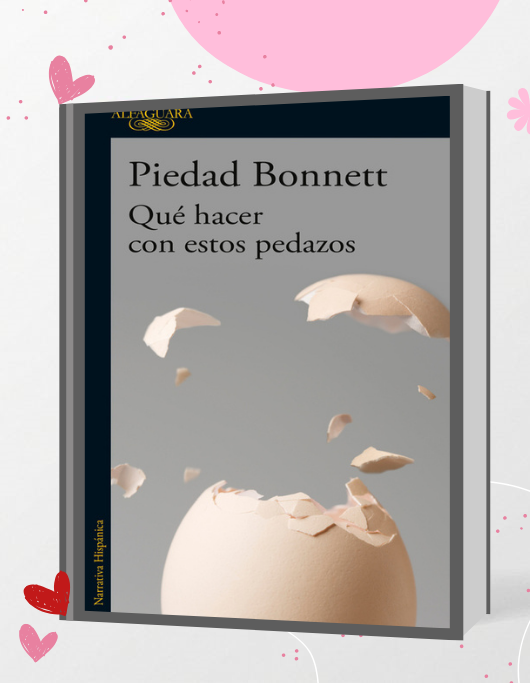 ALFAGUARA
Piedad Bonnett
Qué hacer
con estos pedazos
Narrativa Hispánica